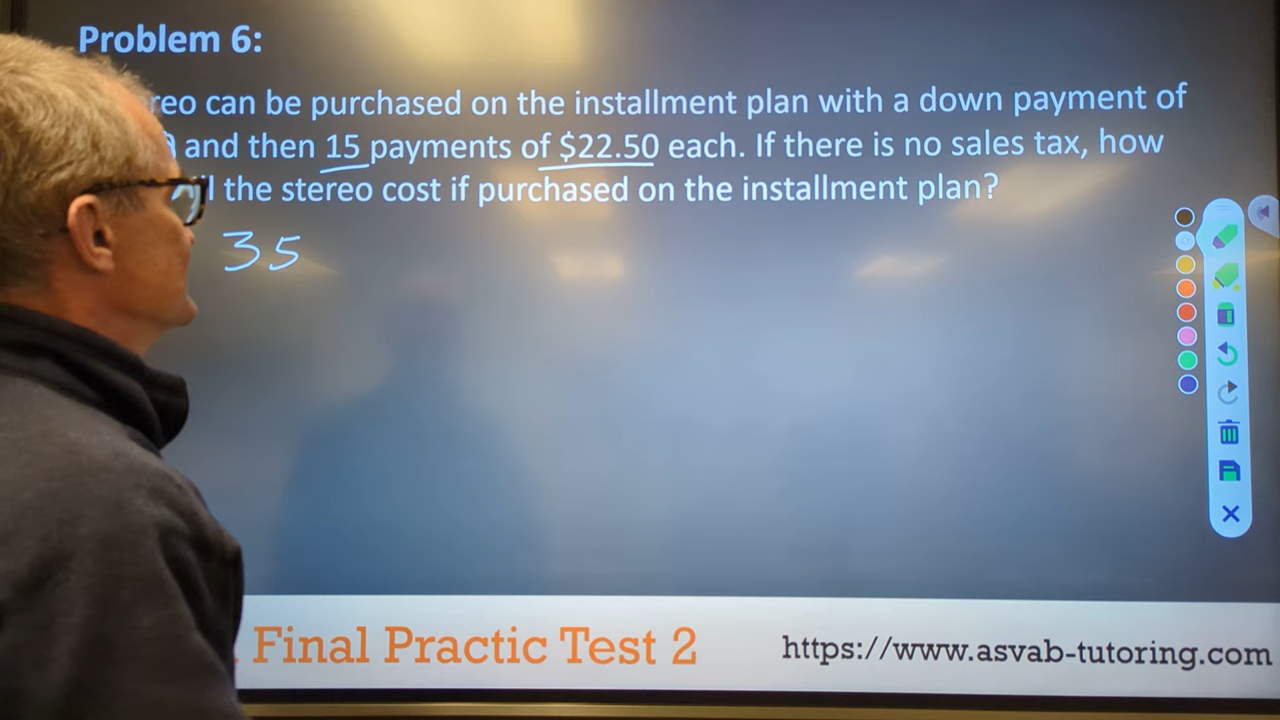 Problem 6:
can be purchased on the installment plan with a down payment of
and then 15 payments of $22.50 each. If there is no sales tax, how
the stereo cost if purchased on the installment plan?
35
Final Practic Test 2
https://www.asvab-tutoring.com